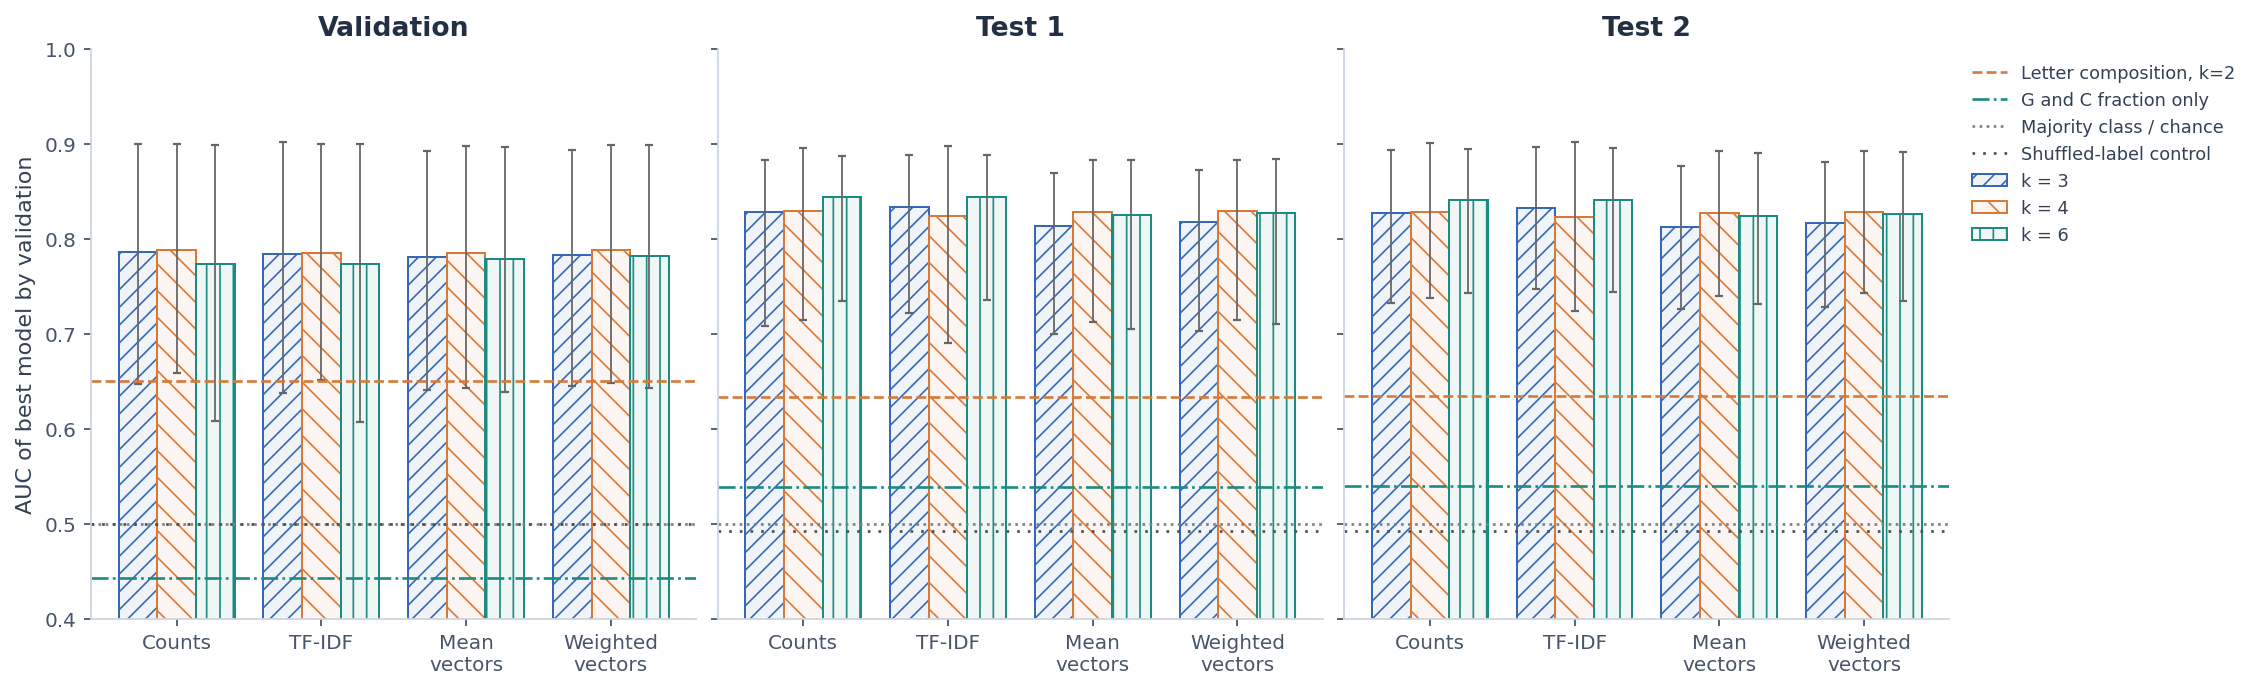 Validation
Test 1
Test 2
AUC of best model by validation
1.0
0.9
0.8
0.7
0.6
0.5
0.4
Counts
TF-IDF
Mean
vectors
Weighted
vectors
Counts
TF-IDF
Mean
vectors
Weighted
vectors
Counts
TF-IDF
Mean
vectors
Weighted
vectors
Letter composition, k=2
G and C fraction only
Majority class / chance
Shuffled-label control
k = 3
k = 4
k = 6